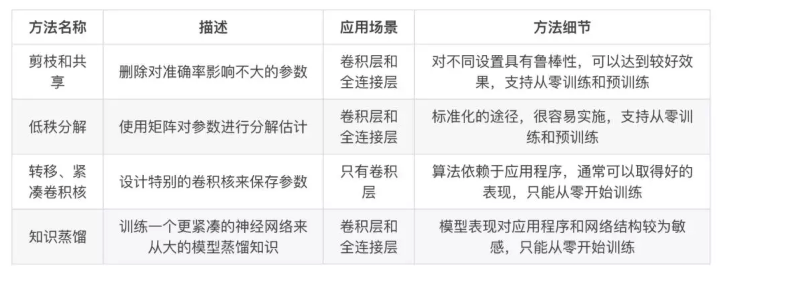 方法名称 描述 应用场景 方法细节
剪枝和共
享
删除对准确率影响不大的参数
卷积层和
全连接层
对不同设置具有鲁棒性，可以达到较好效
果，支持从零训练和预训练
低秩分解
使用矩阵对参数进行分解估计
卷积层和
全连接层
标准化的途径，很容易实施，支持从零训
练和预训练
转移、紧
凑卷积核
设计特别的卷积核来保存参数
只有卷积
层
算法依赖于应用程序，通常可以取得好的
表现，只能从零开始训练
知识蒸馏
训练一个更紧凑的神经网络来
从大的模型蒸馏知识
卷积层和
全连接层
模型表现对应用程序和网络结构较为敏
感，只能从零开始训练